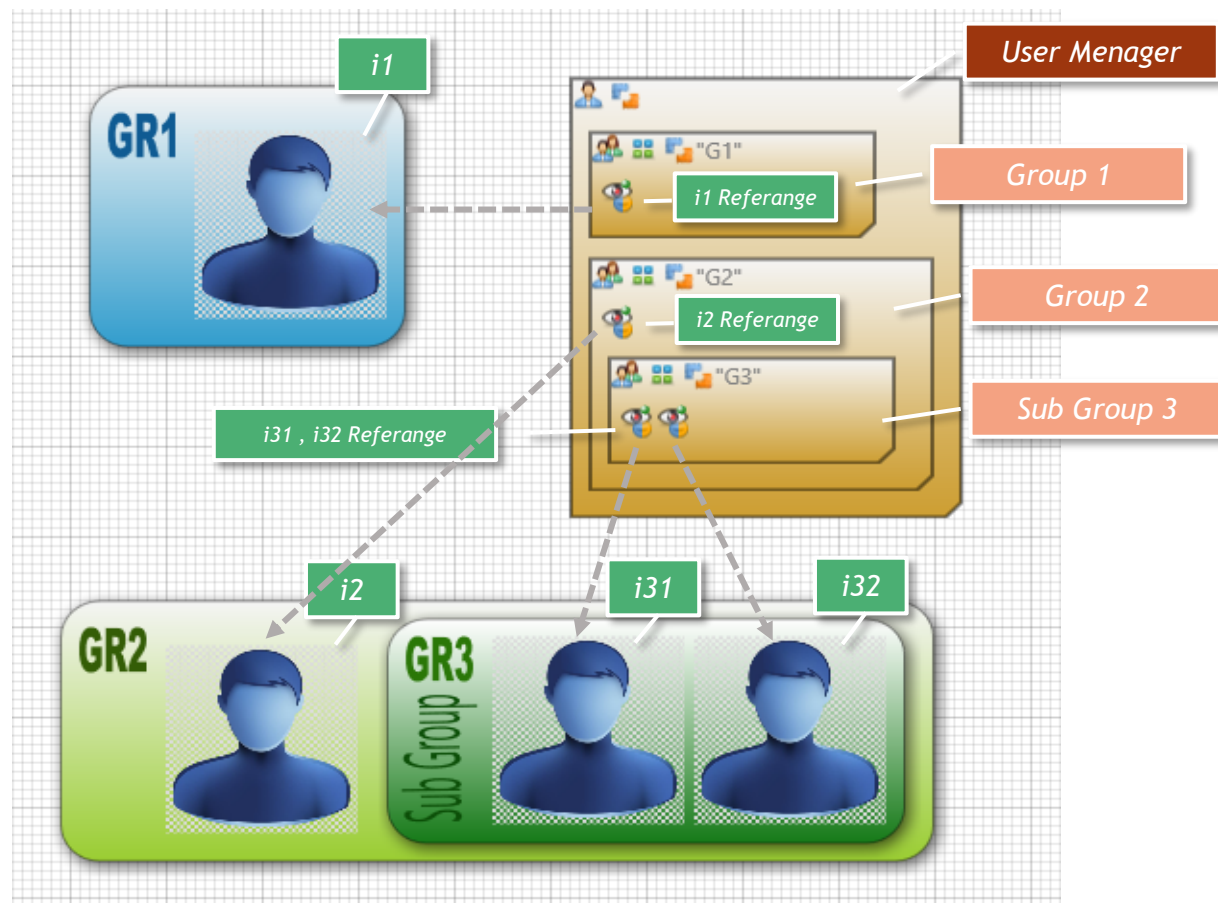 i1
User Menager
GR1
"G1"
Group 1
i1 Referange
"G2"
Group 2
i2 Referange
"G3"
Sub Group 3
i31 , i32 Referange
i2
i31
i32
GR2
GR3
Sub Group